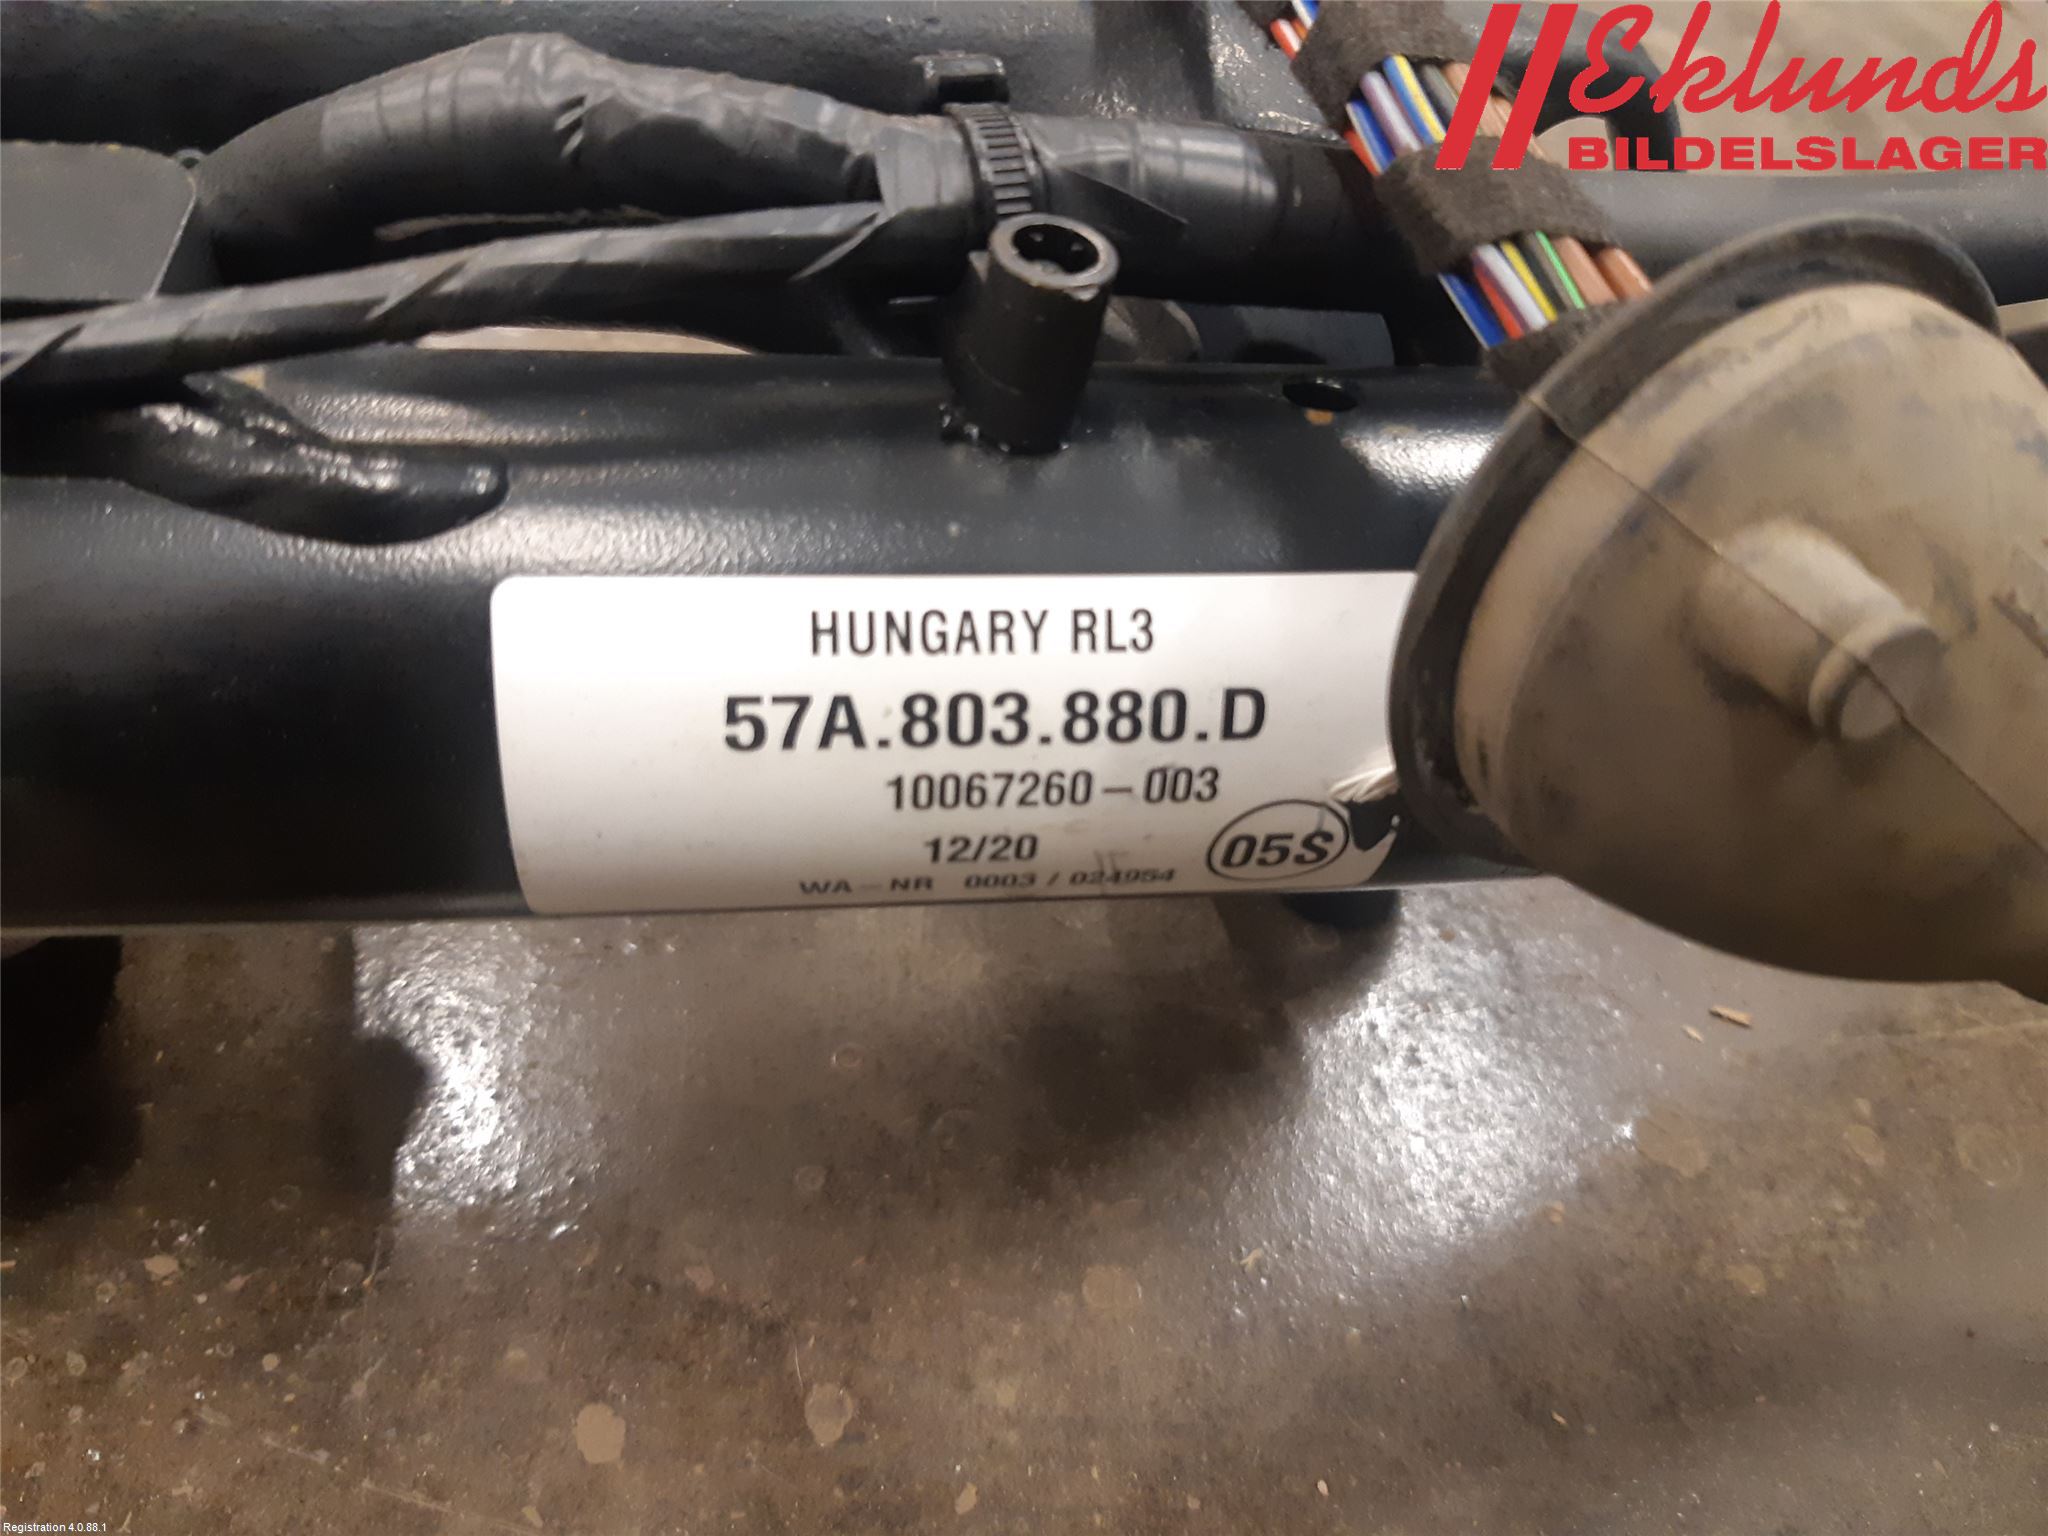 Eklunds
BILDELSLAGER
HUNGARY RL3
57A.803.880.D
10067260-003
12/20
05S
WA-NR 0003 / 024954
Registration 4.0.88.1